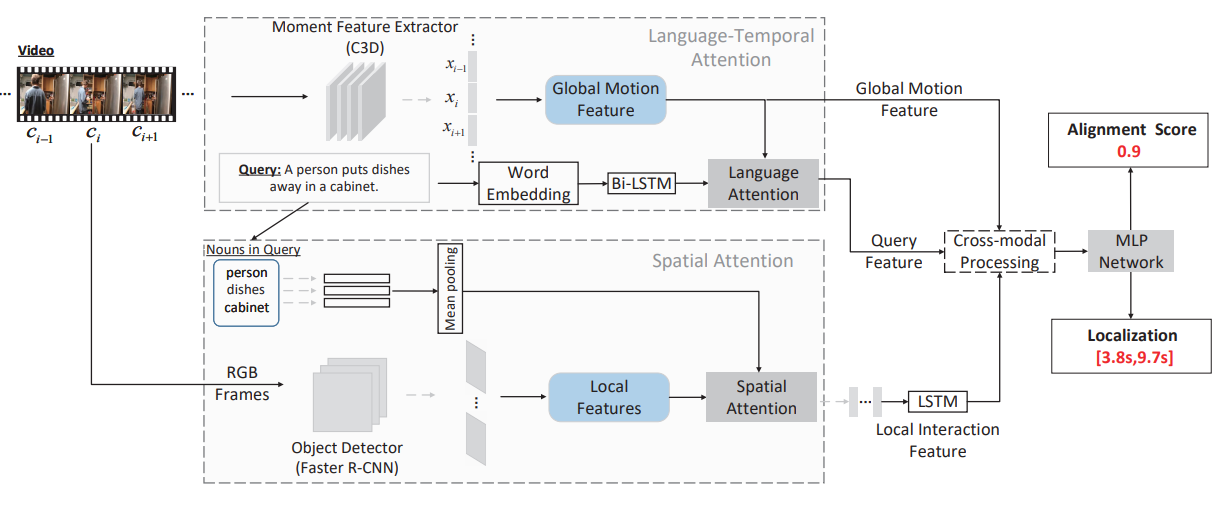 Video
...
...
c_{i-1}
c_i
c_{i+1}
Moment Feature Extractor
(C3D)
...
x_{i-1}
x_i
x_{i+1}
...
Global Motion
Feature
Language-Temporal
Attention
Query: A person puts dishes
away in a cabinet.
Word
Embedding
Bi-LSTM
Language
Attention
Global Motion
Feature
Nouns in Query
person
dishes
cabinet
Mean pooling
Spatial Attention
RGB
Frames
Object Detector
(Faster R-CNN)
...
Local
Features
Spatial
Attention
...
LSTM
Local Interaction
Feature
Query
Feature
Cross-modal
Processing
MLP
Network
Alignment Score
0.9
Localization
[3.8s,9.7s]